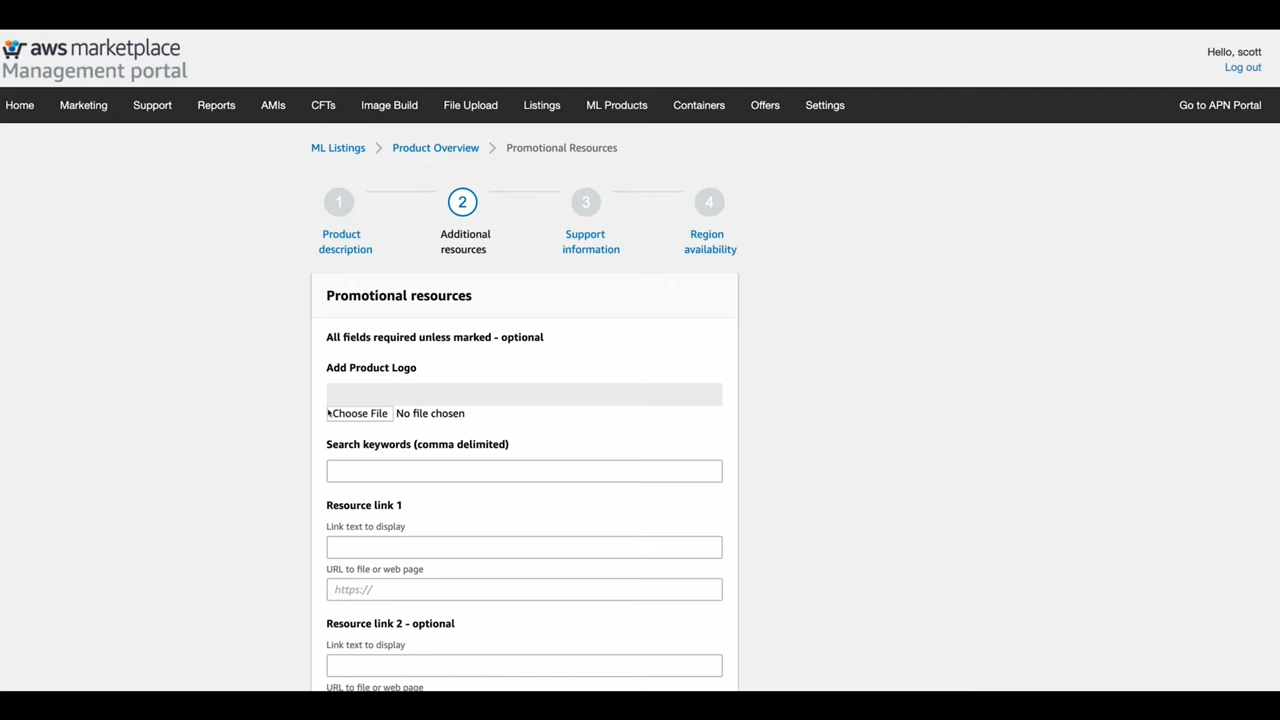 aws marketplace
Management portal
Hello, scott
Log out
Home Marketing Support Reports AMIs CFTs Image Build File Upload Listings ML Products Containers Offers Settings Go to APN Portal
ML Listings > Product Overview > Promotional Resources
1 2 3 4
Product description
Additional resources
Support information
Region availability
Promotional resources
All fields required unless marked - optional
Add Product Logo
Choose File No file chosen
Search keywords (comma delimited)
Resource link 1
Link text to display
URL to file or web page
https://
Resource link 2 - optional
Link text to display
URL to file or web page